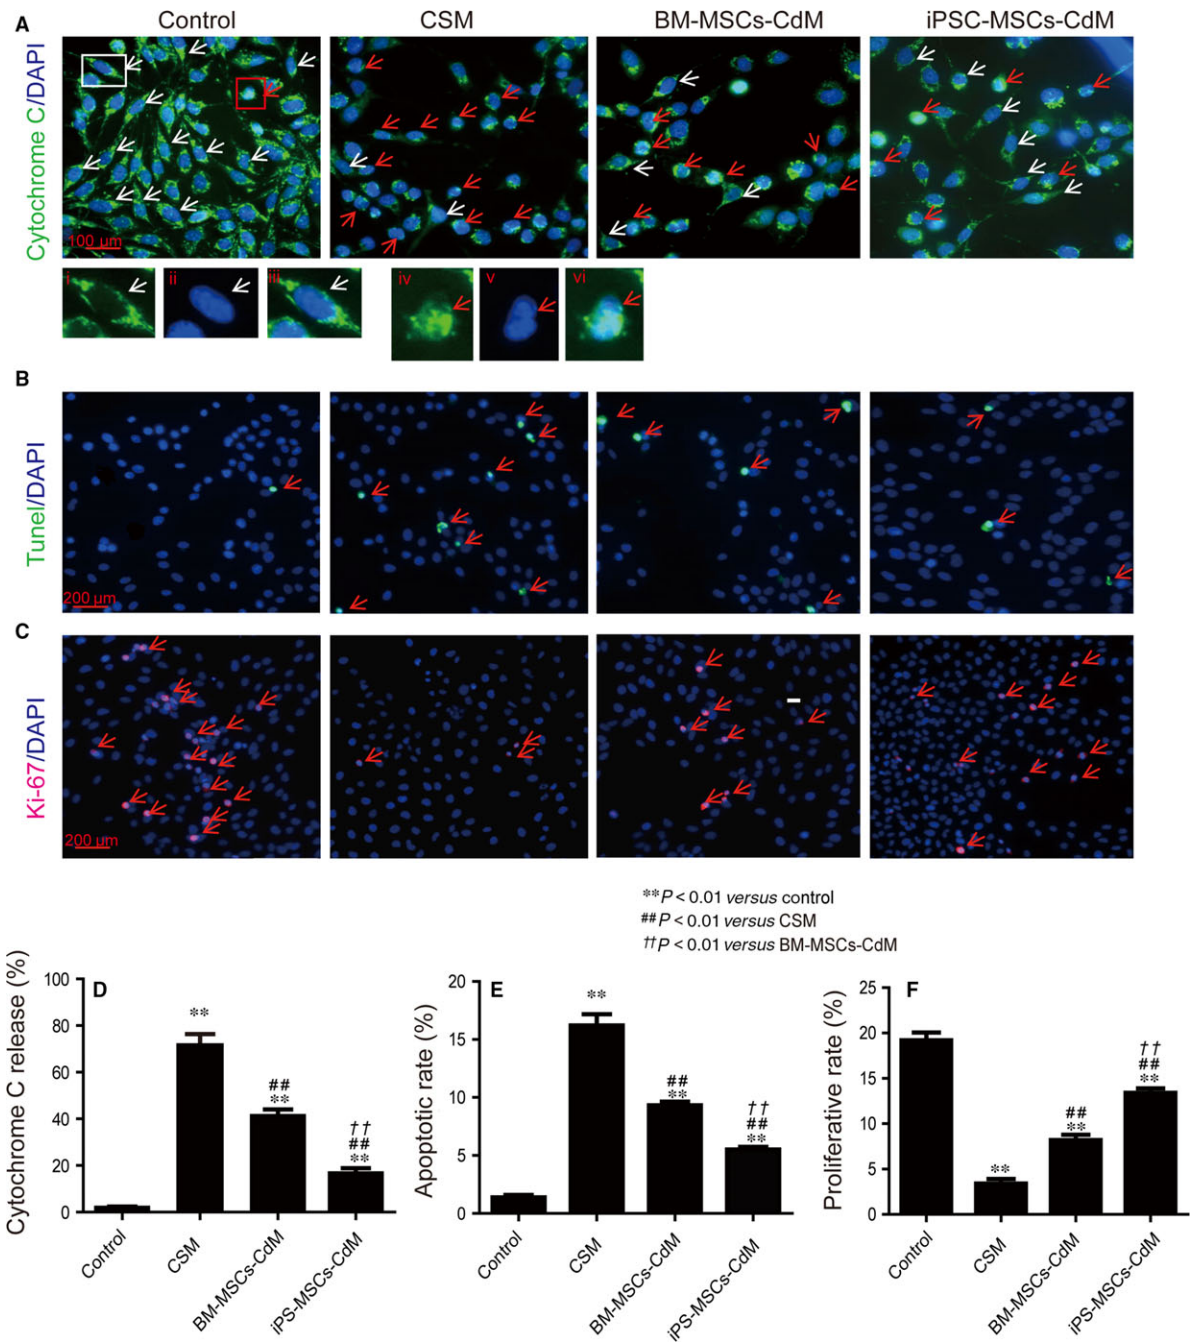 Control CSM BM-MSCs-CdM iPSC-MSCs-CdM
A
Cytochrome C/DAPI
100 µm
i ii iii iv v vi
B
Tunel/DAPI
200 µm
C
Ki-67/DAPI
200 µm
**P < 0.01 versus control
##P < 0.01 versus CSM
††P < 0.01 versus BM-MSCs-CdM
D
Cytochrome C release (%)
100
80
60
40
20
0
**
##
**
††
##
**
Control CSM BM-MSCs-CdM iPS-MSCs-CdM
E
Apoptotic rate (%)
20
15
10
5
0
**
##
**
††
##
**
Control CSM BM-MSCs-CdM iPS-MSCs-CdM
F
Proliferative rate (%)
25
20
15
10
5
0
**
##
**
††
##
**
Control CSM BM-MSCs-CdM iPS-MSCs-CdM